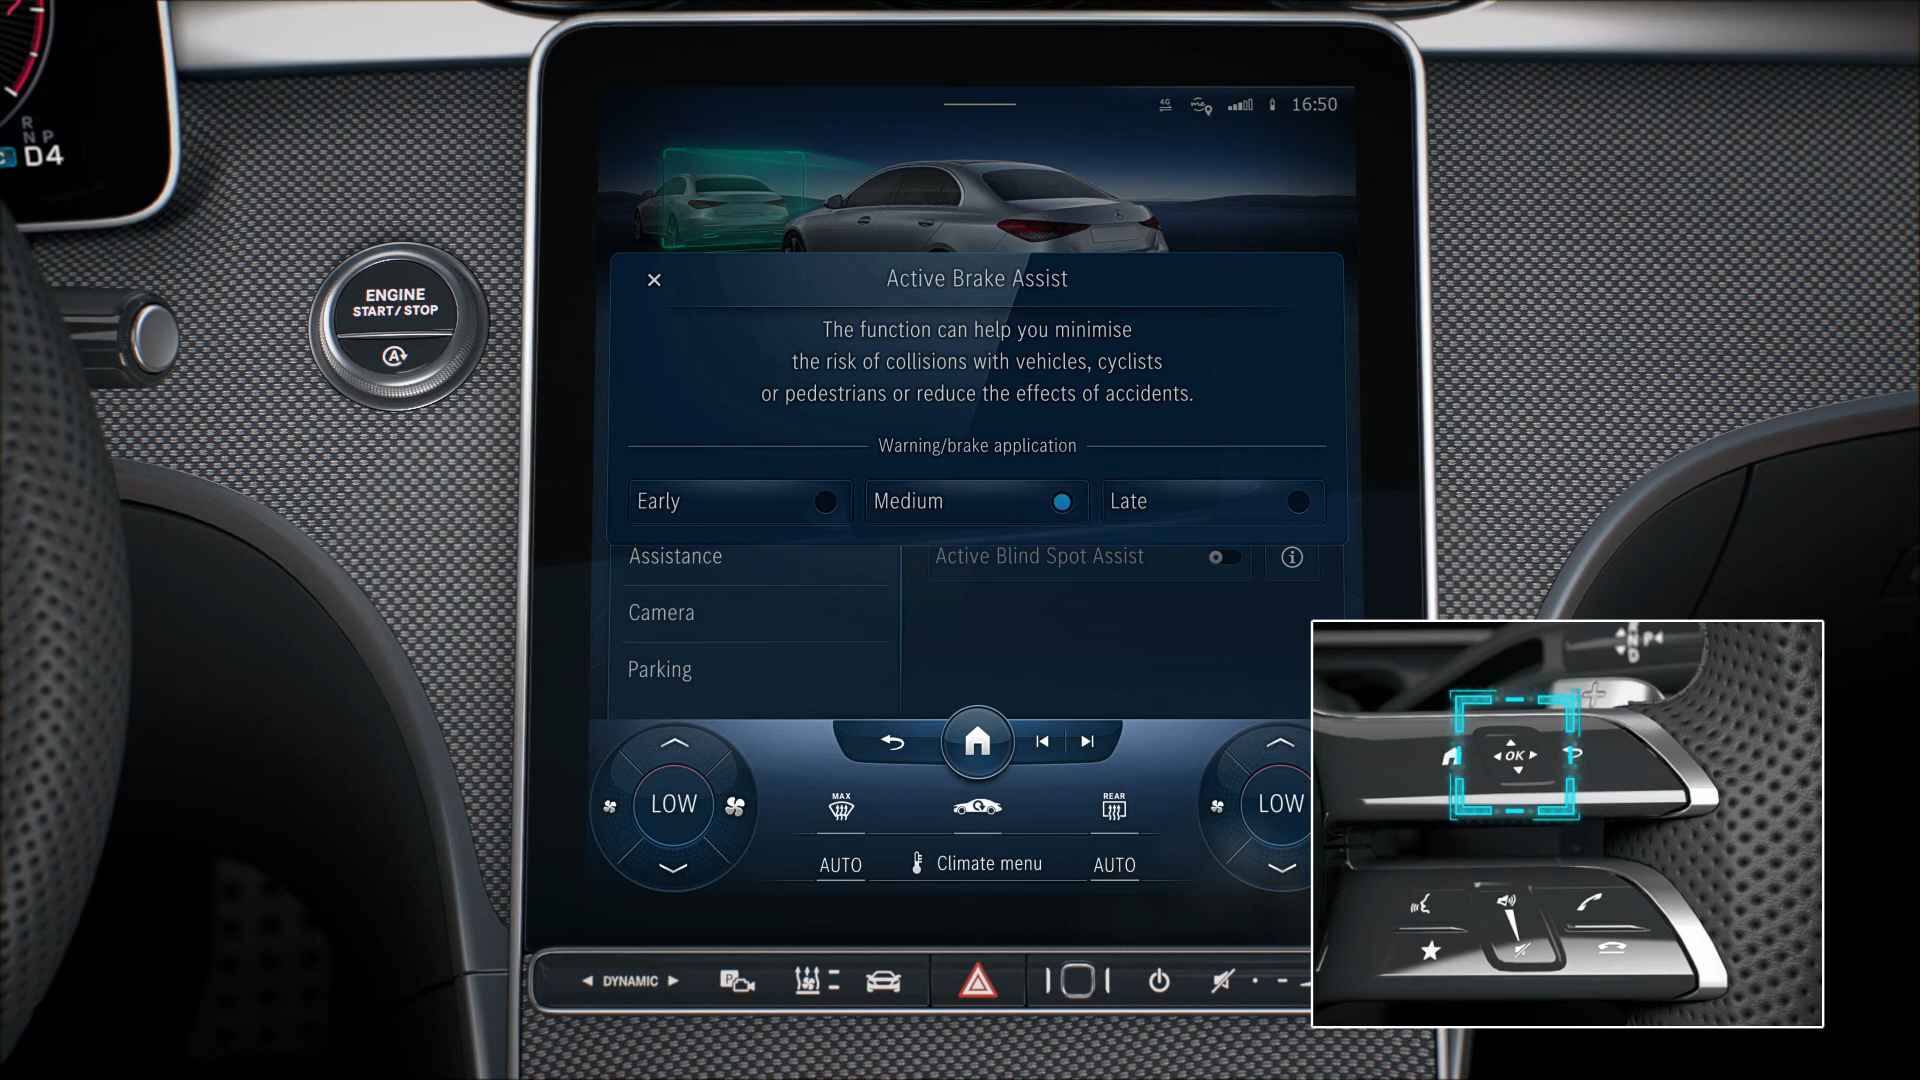 R
N P
C D4
ENGINE
START/STOP
A
4G
me
16:50
Active Brake Assist
The function can help you minimise
the risk of collisions with vehicles, cyclists
or pedestrians or reduce the effects of accidents.
Warning/brake application
Early
Medium
Late
Assistance
Active Blind Spot Assist
i
Camera
Parking
LOW
MAX
REAR
LOW
AUTO
Climate menu
AUTO
DYNAMIC
P
R
N P
D
OK